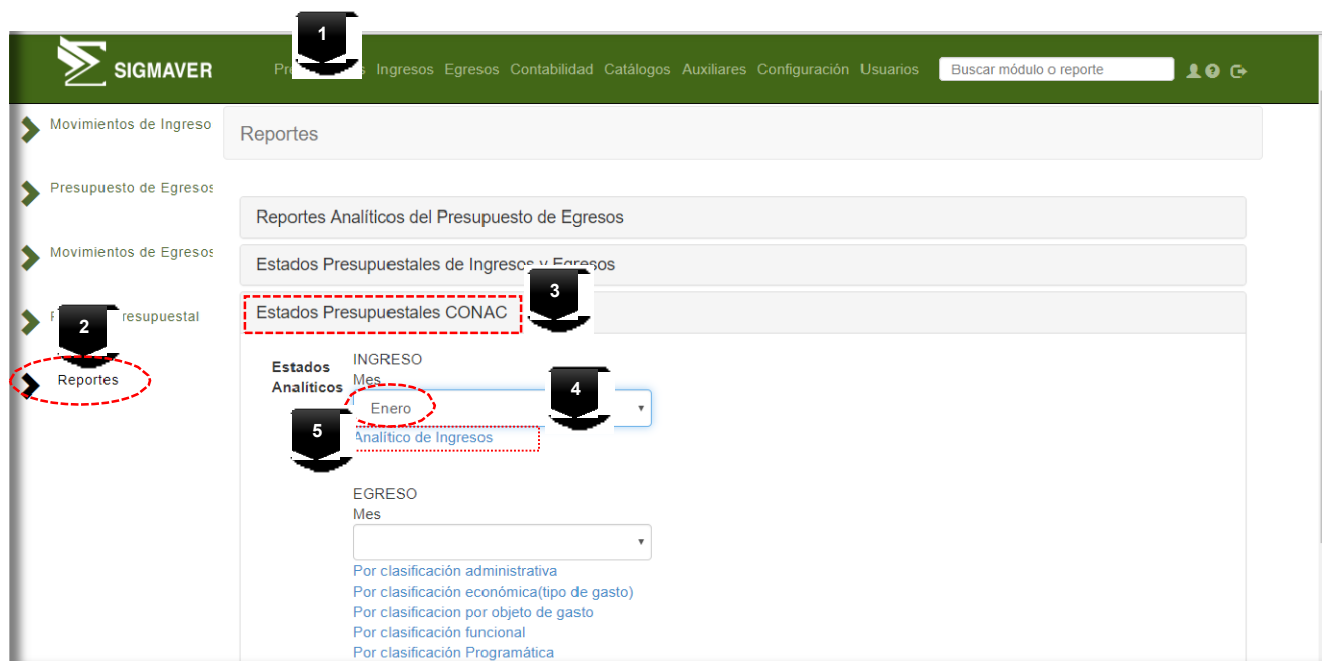 1
SIGMAVER
Ingresos Egresos Contabilidad Catálogos Auxiliares Configuración Usuarios
Buscar módulo o reporte
Movimientos de Ingreso
Reportes
Presupuesto de Egresos
Reportes Analíticos del Presupuesto de Egresos
Movimientos de Egresos
Estados Presupuestales de Ingresos y Egresos
3
Estados Presupuestales CONAC
2
resupuestal
Reportes
Estados
Analíticos
INGRESO
Mes
4
Enero
5
Analítico de Ingresos
EGRESO
Mes
Por clasificación administrativa
Por clasificación económica(tipo de gasto)
Por clasificacion por objeto de gasto
Por clasificación funcional
Por clasificación Programática